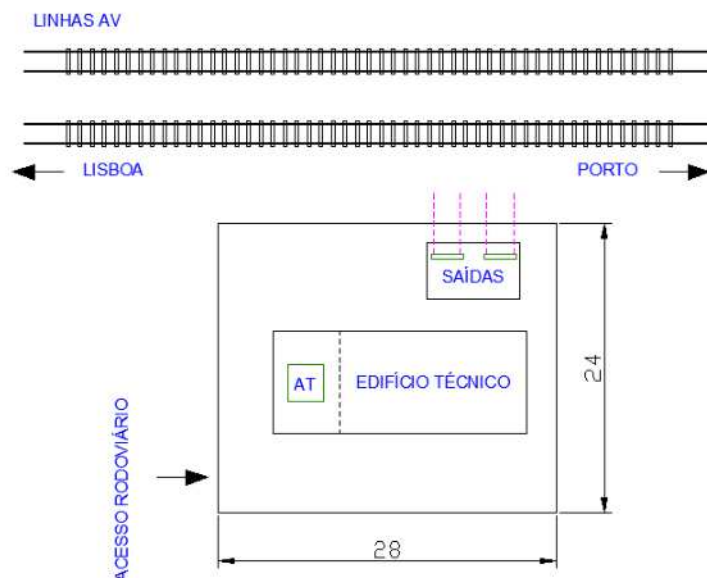 LINHAS AV
LISBOA
PORTO
SAÍDAS
AT
EDIFÍCIO TÉCNICO
24
ACESSO RODOVIÁRIO
28